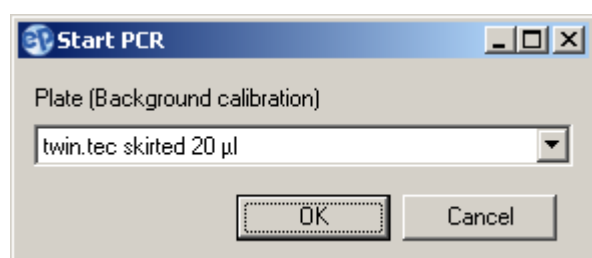 Start PCR
Plate (Background calibration)
twin.tec skirted 20 µl
OK Cancel